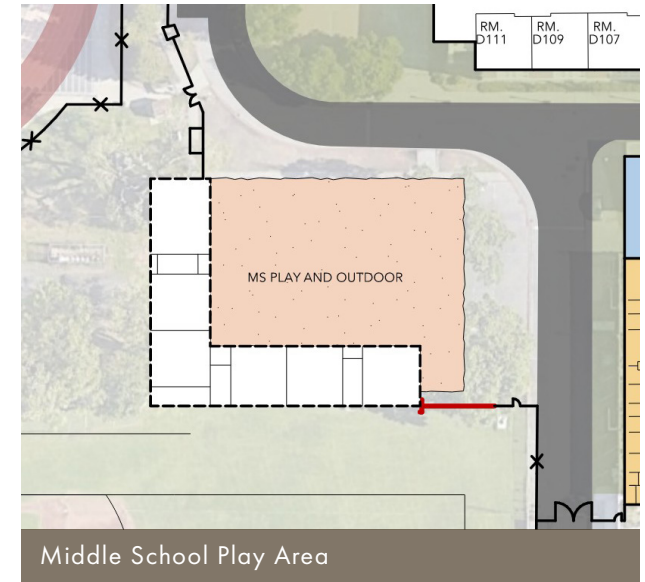 RM.
D111
RM.
D109
RM.
D107
MS PLAY AND OUTDOOR
Middle School Play Area